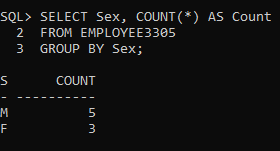 SQL> SELECT Sex, COUNT(*) AS Count
  2  FROM EMPLOYEE3305
  3  GROUP BY Sex;
S      COUNT
- ----------
M          5
F          3